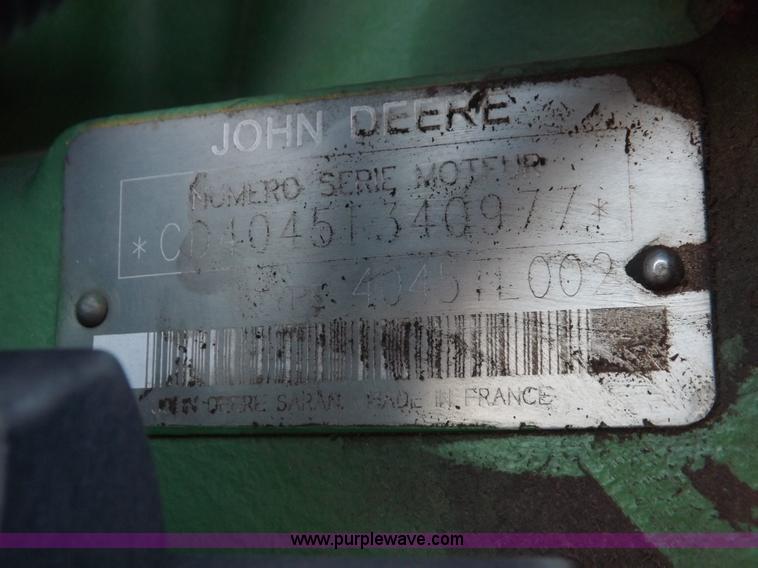 JOHN DEERE
NUMERO SERIE MOTEUR
*CD4045T340977*
TYPE 4045TL002
JOHN DEERE SARAN. MADE IN FRANCE
www.purplewave.com